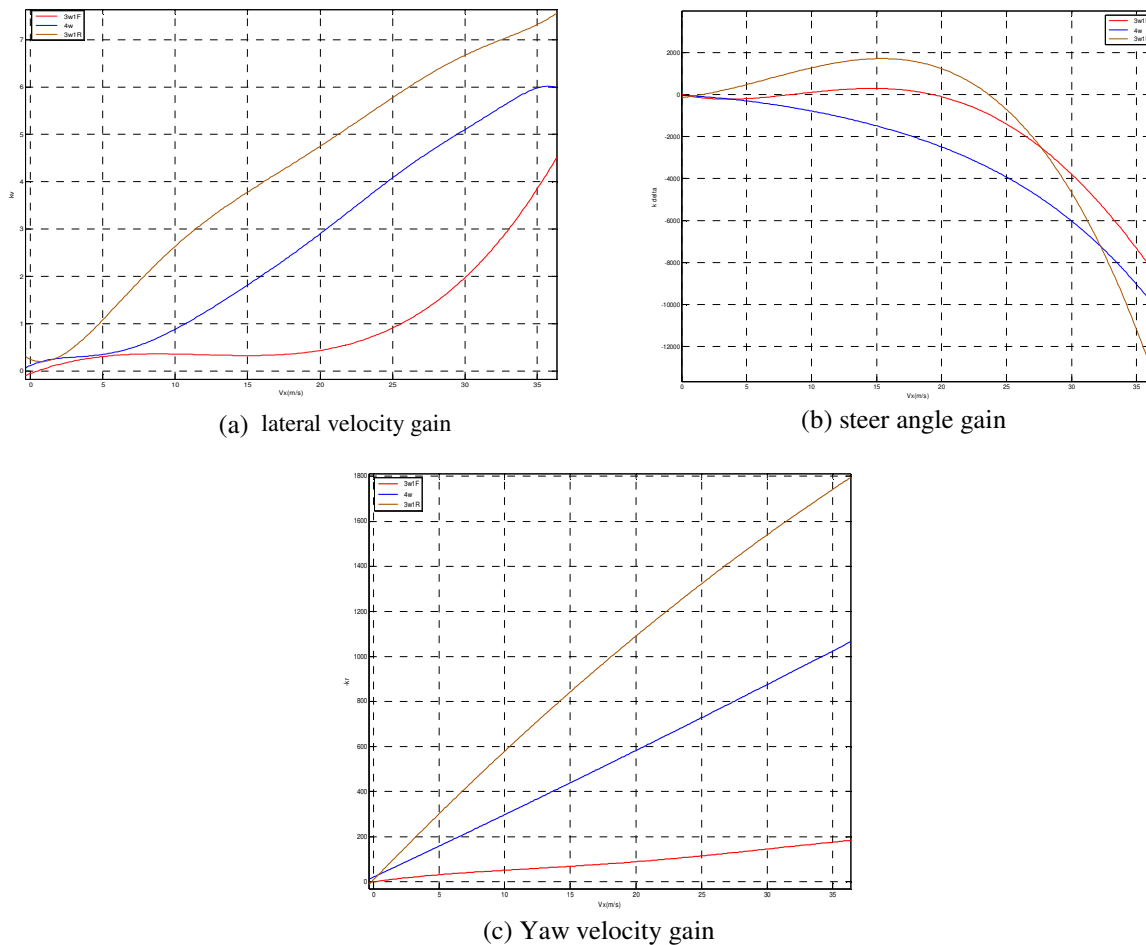 3w1F
4w
3w1R
7
6
5
4
3
2
1
0
kv
0 5 10 15 20 25 30 35
Vx(m/s)
(a) lateral velocity gain
4w
2000
0
-2000
-4000
-6000
-8000
-10000
-12000
k delta
0 5 10 15 20 25 30 35
Vx(m/s)
(b) steer angle gain
3w1F
4w
3w1R
1800
1600
1400
1200
1000
800
600
400
200
0
-kr
0 5 10 15 20 25 30 35
Vx(m/s)
(c) Yaw velocity gain